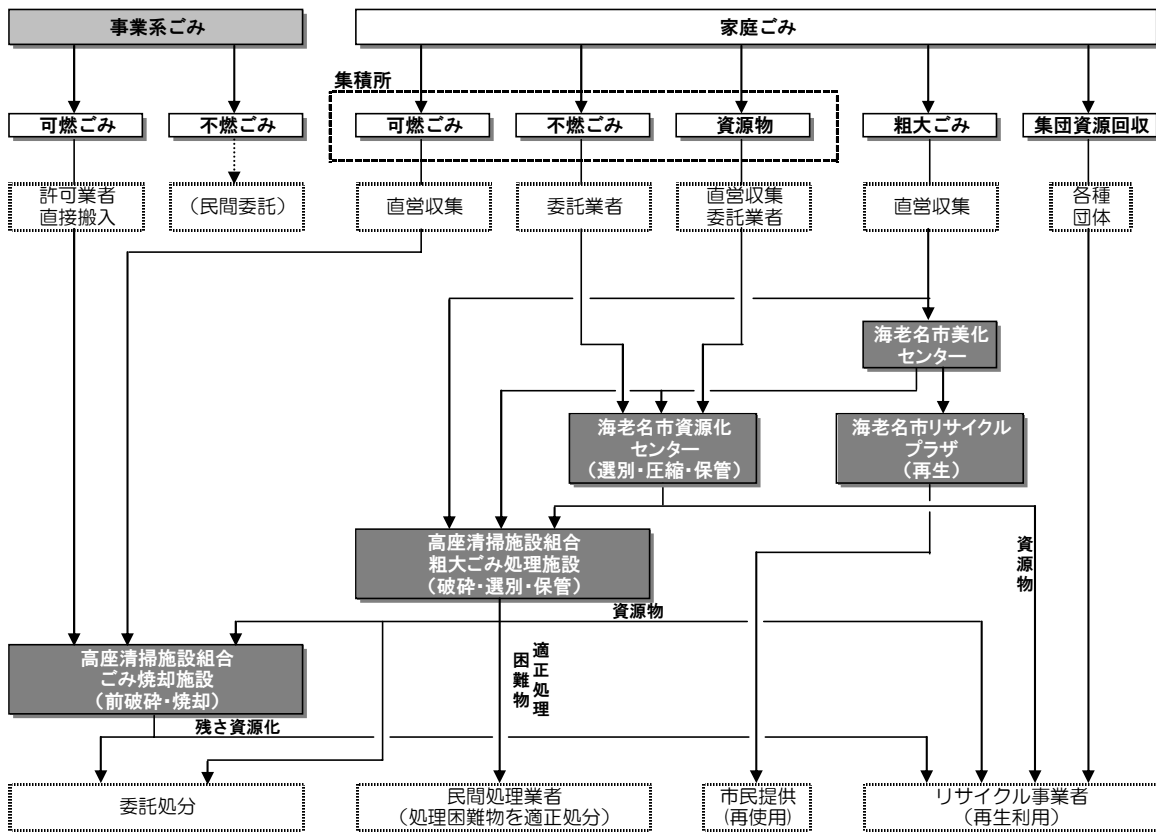 事業系ごみ
家庭ごみ
集積所
可燃ごみ
不燃ごみ
可燃ごみ
不燃ごみ
資源物
粗大ごみ
集団資源回収
許可業者
直接搬入
（民間委託）
直営収集
委託業者
直営収集
委託業者
直営収集
各種
団体
海老名市美化
センター
海老名市資源化
センター
（選別・圧縮・保管）
海老名市リサイクル
プラザ
（再生）
高座清掃施設組合
粗大ごみ処理施設
（破砕・選別・保管）
資源物
資源物
高座清掃施設組合
ごみ焼却施設
（前破砕・焼却）
適正処理
困難物
残さ資源化
委託処分
民間処理業者
（処理困難物を適正処分）
市民提供
（再使用）
リサイクル事業者
（再生利用）